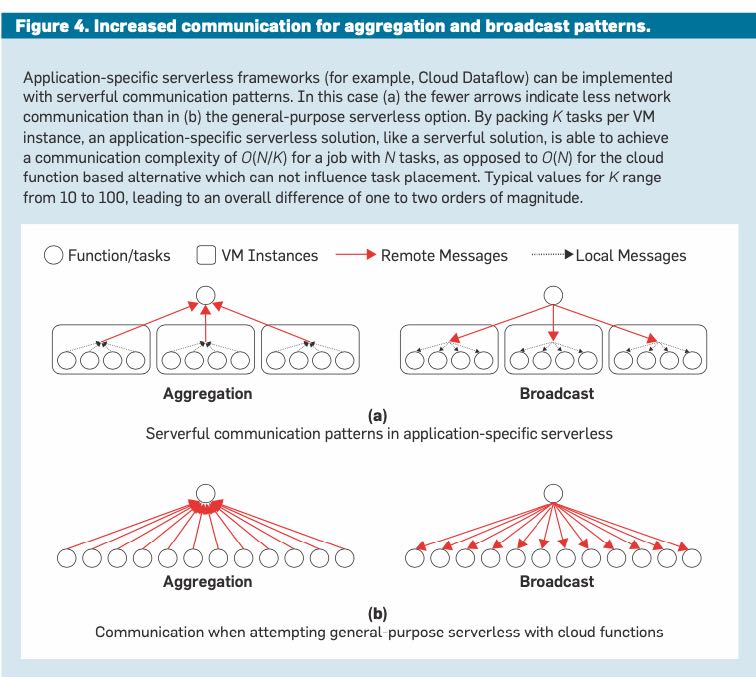 Figure 4. Increased communication for aggregation and broadcast patterns.
Application-specific serverless frameworks (for example, Cloud Dataflow) can be implemented
with serverful communication patterns. In this case (a) the fewer arrows indicate less network
communication than in (b) the general-purpose serverless option. By packing K tasks per VM
instance, an application-specific serverless solution, like a serverful solution, is able to achieve
a communication complexity of O(N/K) for a job with N tasks, as opposed to O(N) for the cloud
function based alternative which can not influence task placement. Typical values for K range
from 10 to 100, leading to an overall difference of one to two orders of magnitude.
Function/tasks VM Instances Remote Messages Local Messages
Aggregation Broadcast
(a)
Serverful communication patterns in application-specific serverless
Aggregation Broadcast
(b)
Communication when attempting general-purpose serverless with cloud functions